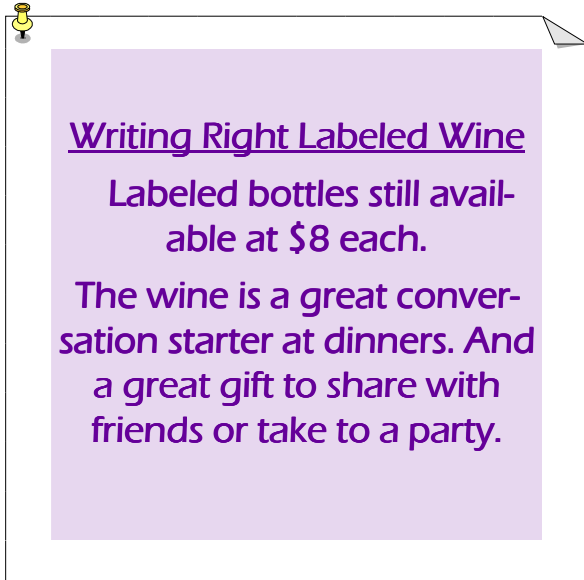 Writing Right Labeled Wine
Labeled bottles still avail-
able at $8 each.
The wine is a great conver-
sation starter at dinners. And
a great gift to share with
friends or take to a party.